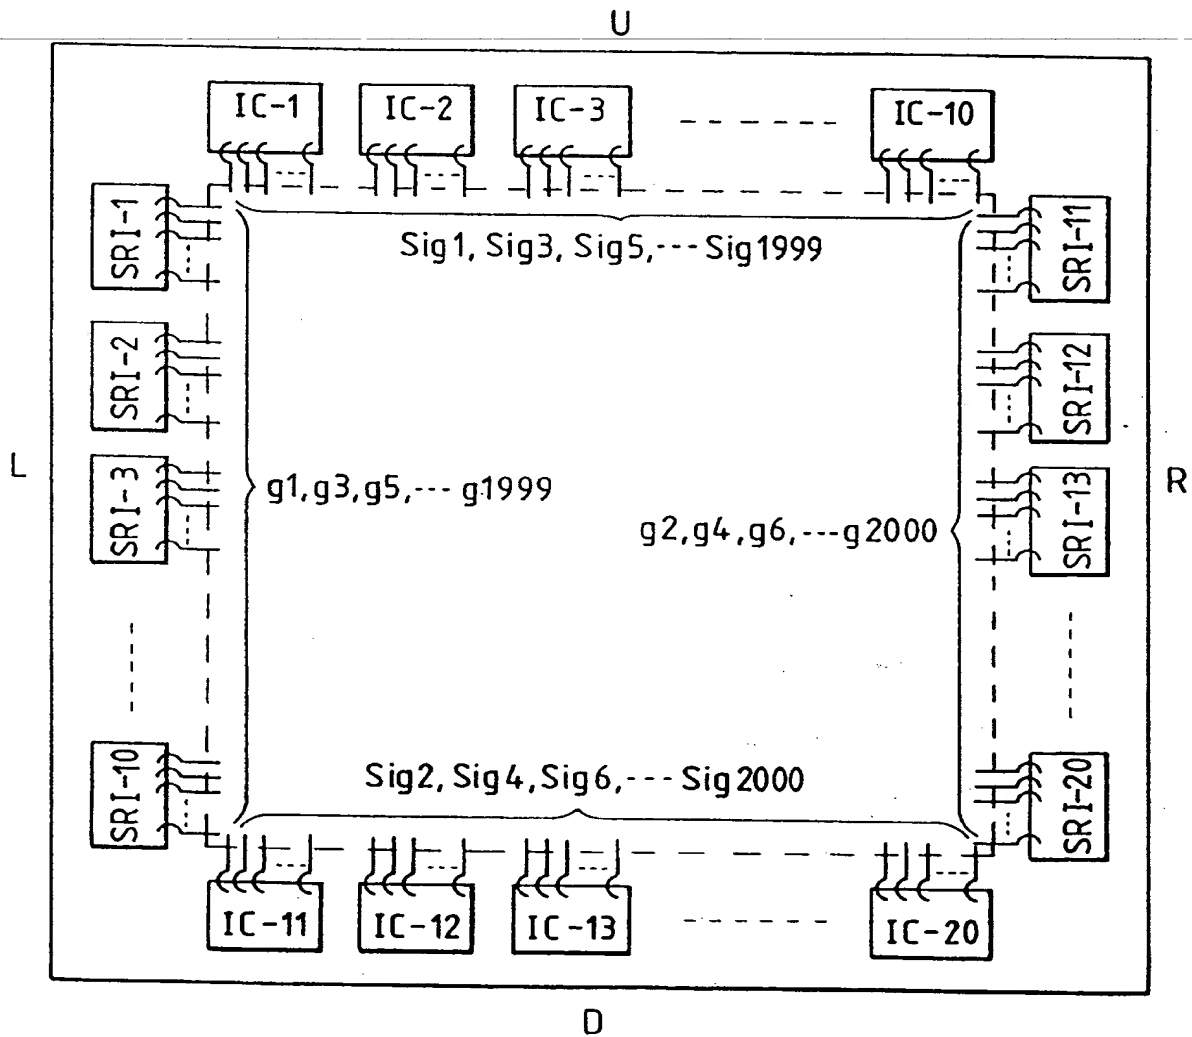 U
IC-1 IC-2 IC-3 IC-10
SRI-1 SRI-11
Sig1, Sig3, Sig5,--- Sig1999
SRI-2 SRI-12
L R
SRI-3 SRI-13
g1,g3,g5,--- g1999
g2,g4,g6,---g2000
SRI-10 SRI-20
Sig2, Sig4, Sig6,--- Sig2000
IC-11 IC-12 IC-13 IC-20
D